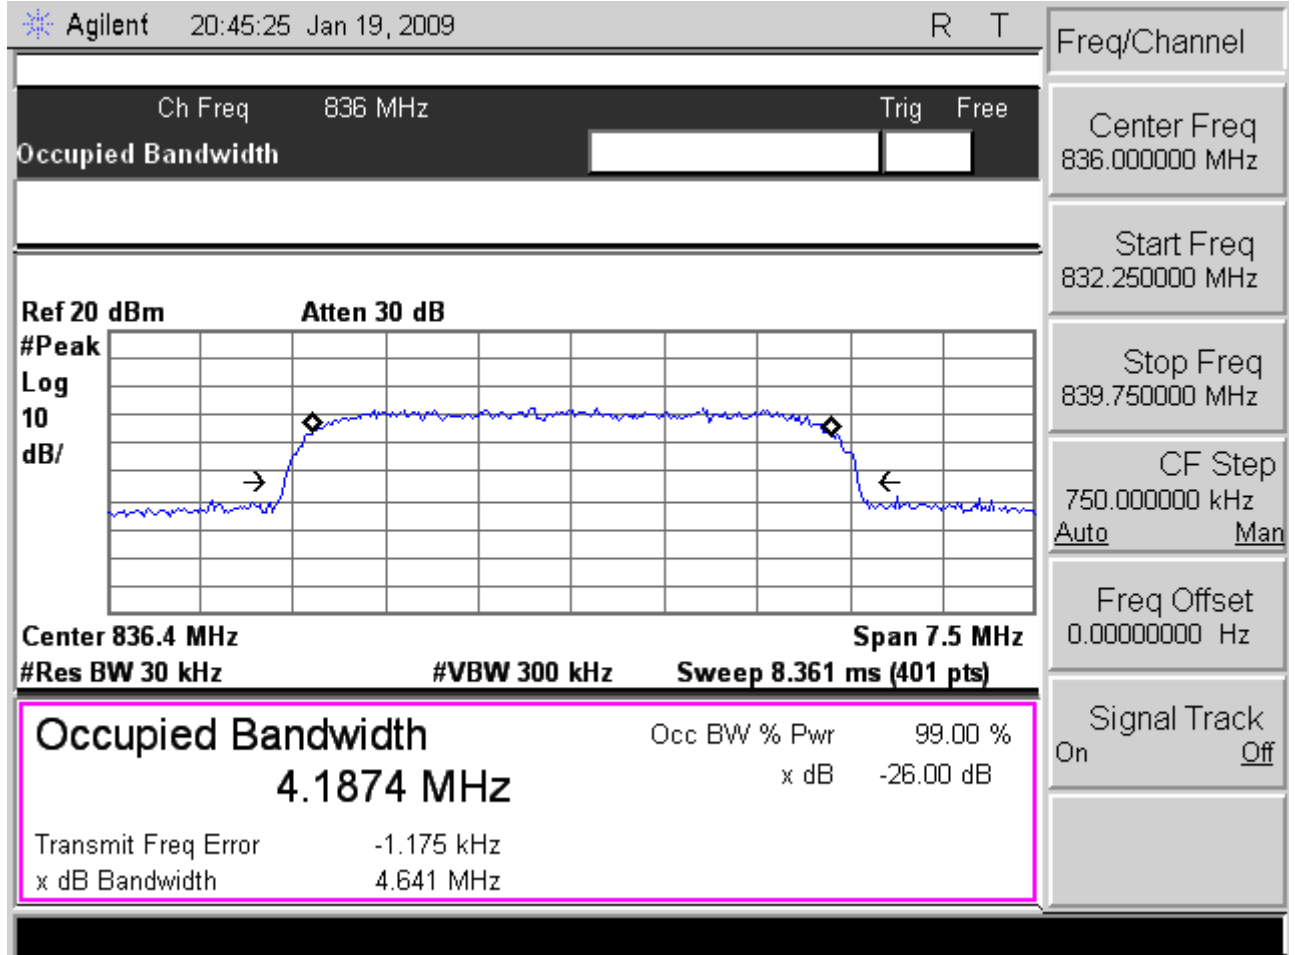 Agilent 20:45:25 Jan 19, 2009 R T
Freq/Channel
Ch Freq 836 MHz Trig Free
Occupied Bandwidth
Center Freq
836.000000 MHz
Start Freq
832.250000 MHz
Stop Freq
839.750000 MHz
CF Step
750.000000 kHz
Auto Man
Freq Offset
0.00000000 Hz
Signal Track
On Off
Ref 20 dBm Atten 30 dB
#Peak
Log
10
dB/
Center 836.4 MHz Span 7.5 MHz
#Res BW 30 kHz #VBW 300 kHz Sweep 8.361 ms (401 pts)
Occupied Bandwidth
4.1874 MHz
Occ BW % Pwr 99.00 %
x dB -26.00 dB
Transmit Freq Error -1.175 kHz
x dB Bandwidth 4.641 MHz